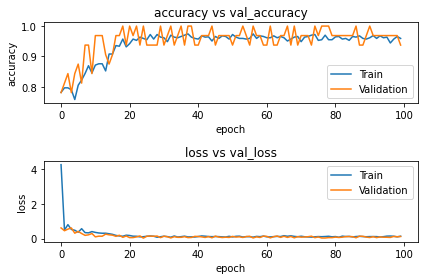 accuracy vs val_accuracy
1.0
0.9
0.8
accuracy
Train
Validation
0
20
40
60
80
100
epoch
loss vs val_loss
4
2
0
loss
Train
Validation
0
20
40
60
80
100
epoch